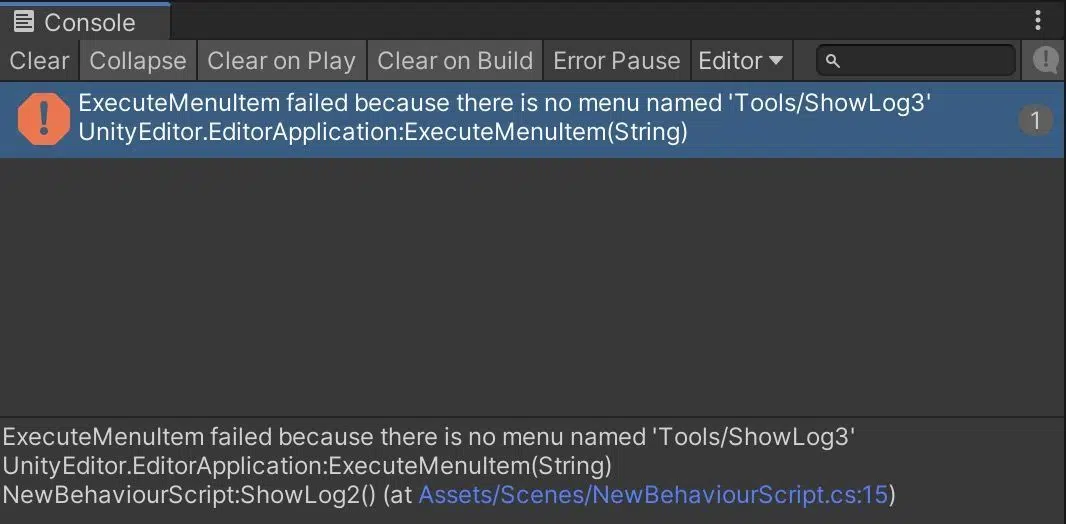 Console
Clear Collapse Clear on Play Clear on Build Error Pause Editor
ExecuteMenuItem failed because there is no menu named 'Tools/ShowLog3'
UnityEditor.EditorApplication:ExecuteMenuItem(String)
1
ExecuteMenuItem failed because there is no menu named 'Tools/ShowLog3'
UnityEditor.EditorApplication:ExecuteMenuItem(String)
NewBehaviourScript:ShowLog2() (at Assets/Scenes/NewBehaviourScript.cs:15)